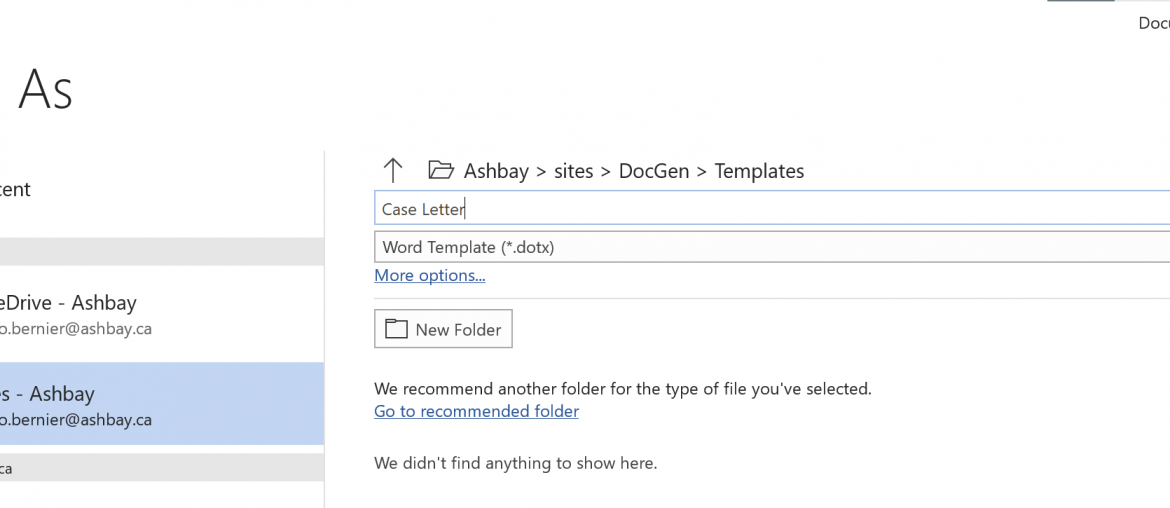 Docu
As
cent
Ashbay > sites > DocGen > Templates
Case Letter
Word Template (*.dotx)
More options...
eDrive - Ashbay
o.bernier@ashbay.ca
New Folder
es - Ashbay
o.bernier@ashbay.ca
We recommend another folder for the type of file you've selected.
Go to recommended folder
ca
We didn't find anything to show here.